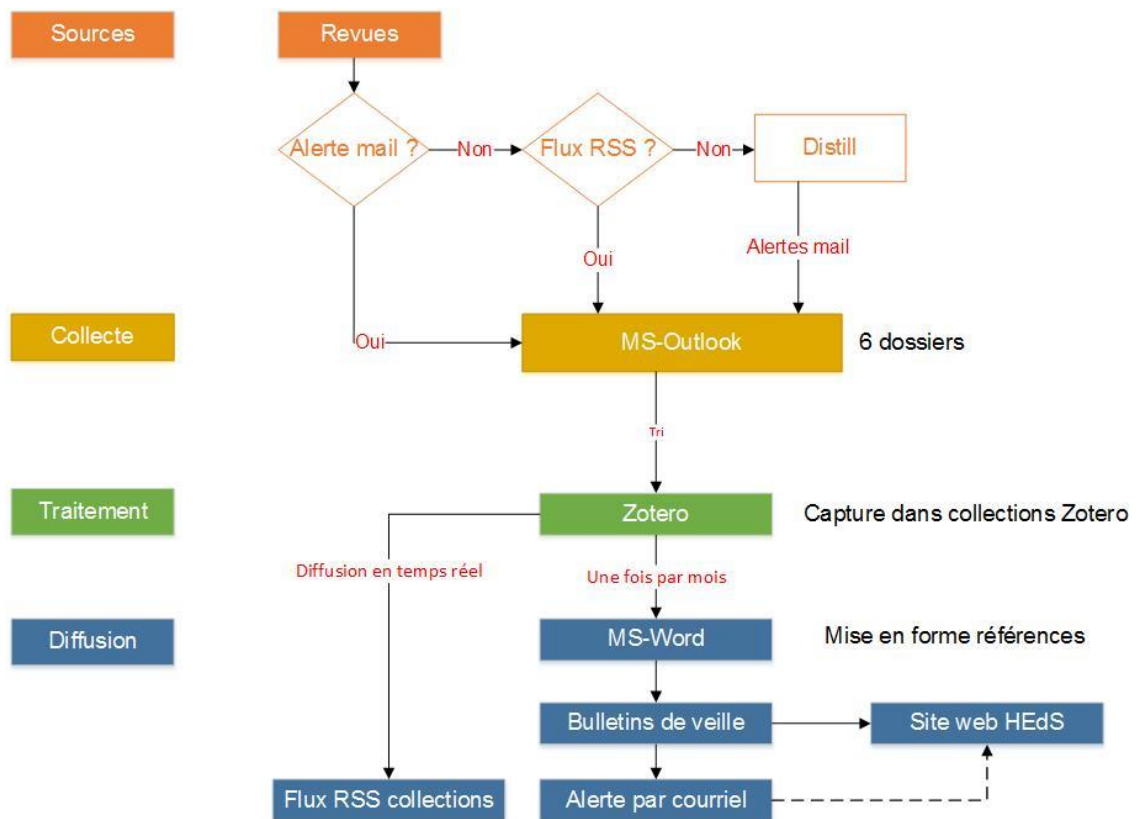 Sources
Revues
Alerte mail ?
Non
Flux RSS ?
Non
Distill
Oui
Alertes mail
Collecte
Oui
MS-Outlook
6 dossiers
Tri
Traitement
Zotero
Capture dans collections Zotero
Diffusion en temps réel
Une fois par mois
Diffusion
MS-Word
Mise en forme références
Bulletins de veille
Site web HEdS
Flux RSS collections
Alerte par courriel